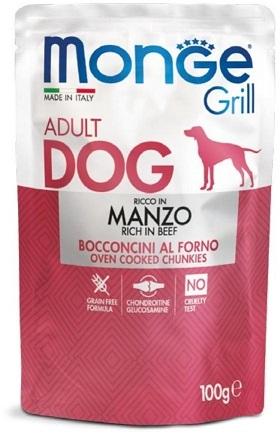 monge
MADE IN ITALY
Grill
ADULT
DOG
RICCO IN
MANZO
RICH IN BEEF
BOCCONCINI AL FORNO
OVEN COOKED CHUNKIES
GRAIN FREE
FORMULA
CHONDROITINE
GLUCOSAMINE
NO
CRUELTY
TEST
100g e